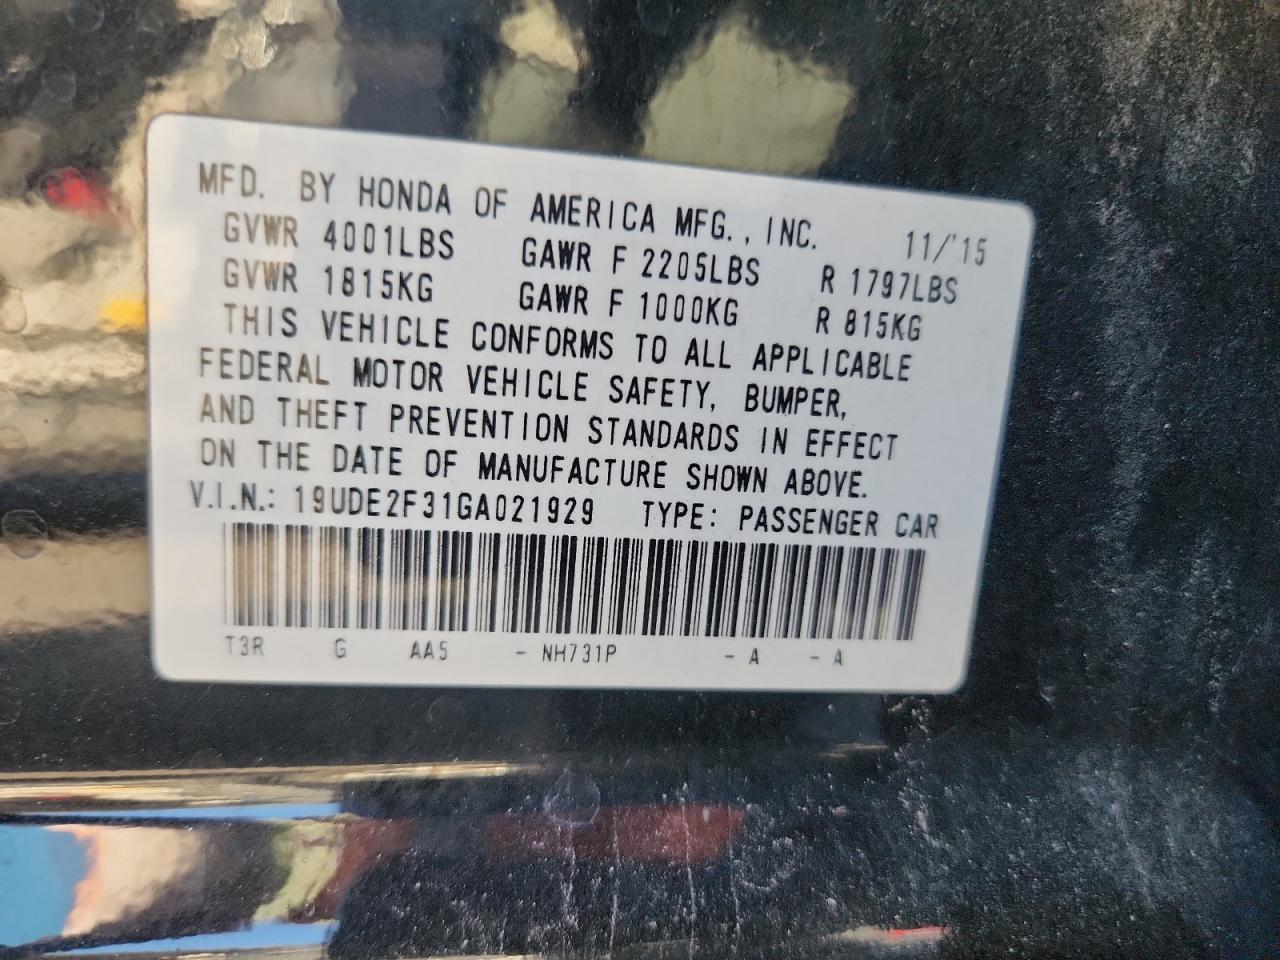 MFD. BY HONDA OF AMERICA MFG., INC. 11/'15
GVWR 4001LBS GAWR F 2205LBS R 1797LBS
GVWR 1815KG GAWR F 1000KG R 815KG
THIS VEHICLE CONFORMS TO ALL APPLICABLE
FEDERAL MOTOR VEHICLE SAFETY, BUMPER,
AND THEFT PREVENTION STANDARDS IN EFFECT
ON THE DATE OF MANUFACTURE SHOWN ABOVE.
V.I.N.: 19UDE2F31GA021929 TYPE: PASSENGER CAR
T3R G AA5 - NH731P - A - A